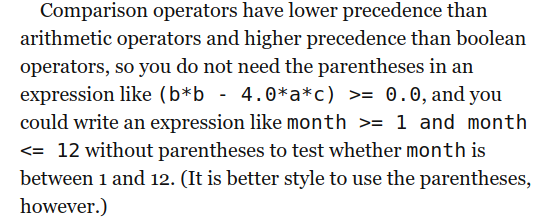 Comparison operators have lower precedence than
arithmetic operators and higher precedence than boolean
operators, so you do not need the parentheses in an
expression like (b*b - 4.0*a*c) >= 0.0, and you
could write an expression like month >= 1 and month
<= 12 without parentheses to test whether month is
between 1 and 12. (It is better style to use the parentheses,
however.)